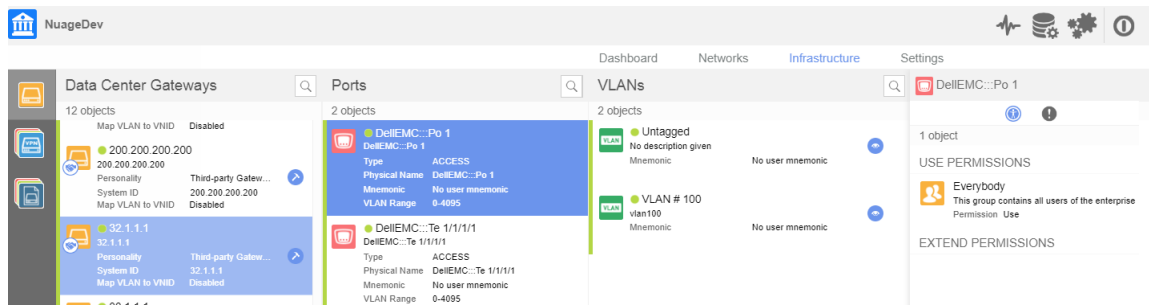 NuageDev
Dashboard Networks Infrastructure Settings
Data Center Gateways
12 objects
Map VLAN to VNID Disabled
200.200.200.200
200.200.200.200
Personality Third-party Gatew...
System ID 200.200.200.200
Map VLAN to VNID Disabled
32.1.1.1
32.1.1.1
Personality Third-party Gatew...
System ID 32.1.1.1
Map VLAN to VNID Disabled
Ports
2 objects
DellEMC:::Po 1
DellEMC:::Po 1
Type ACCESS
Physical Name DellEMC:::Po 1
Mnemonic No user mnemonic
VLAN Range 0-4095
DellEMC:::Te 1/1/1/1
DellEMC:::Te 1/1/1/1
Type ACCESS
Physical Name DellEMC:::Te 1/1/1/1
Mnemonic No user mnemonic
VLAN Range 0-4095
VLANs
2 objects
VLAN
Untagged
No description given
Mnemonic No user mnemonic
VLAN
VLAN # 100
vlan100
Mnemonic No user mnemonic
DellEMC:::Po 1
1 object
USE PERMISSIONS
Everybody
This group contains all users of the enterprise
Permission Use
EXTEND PERMISSIONS